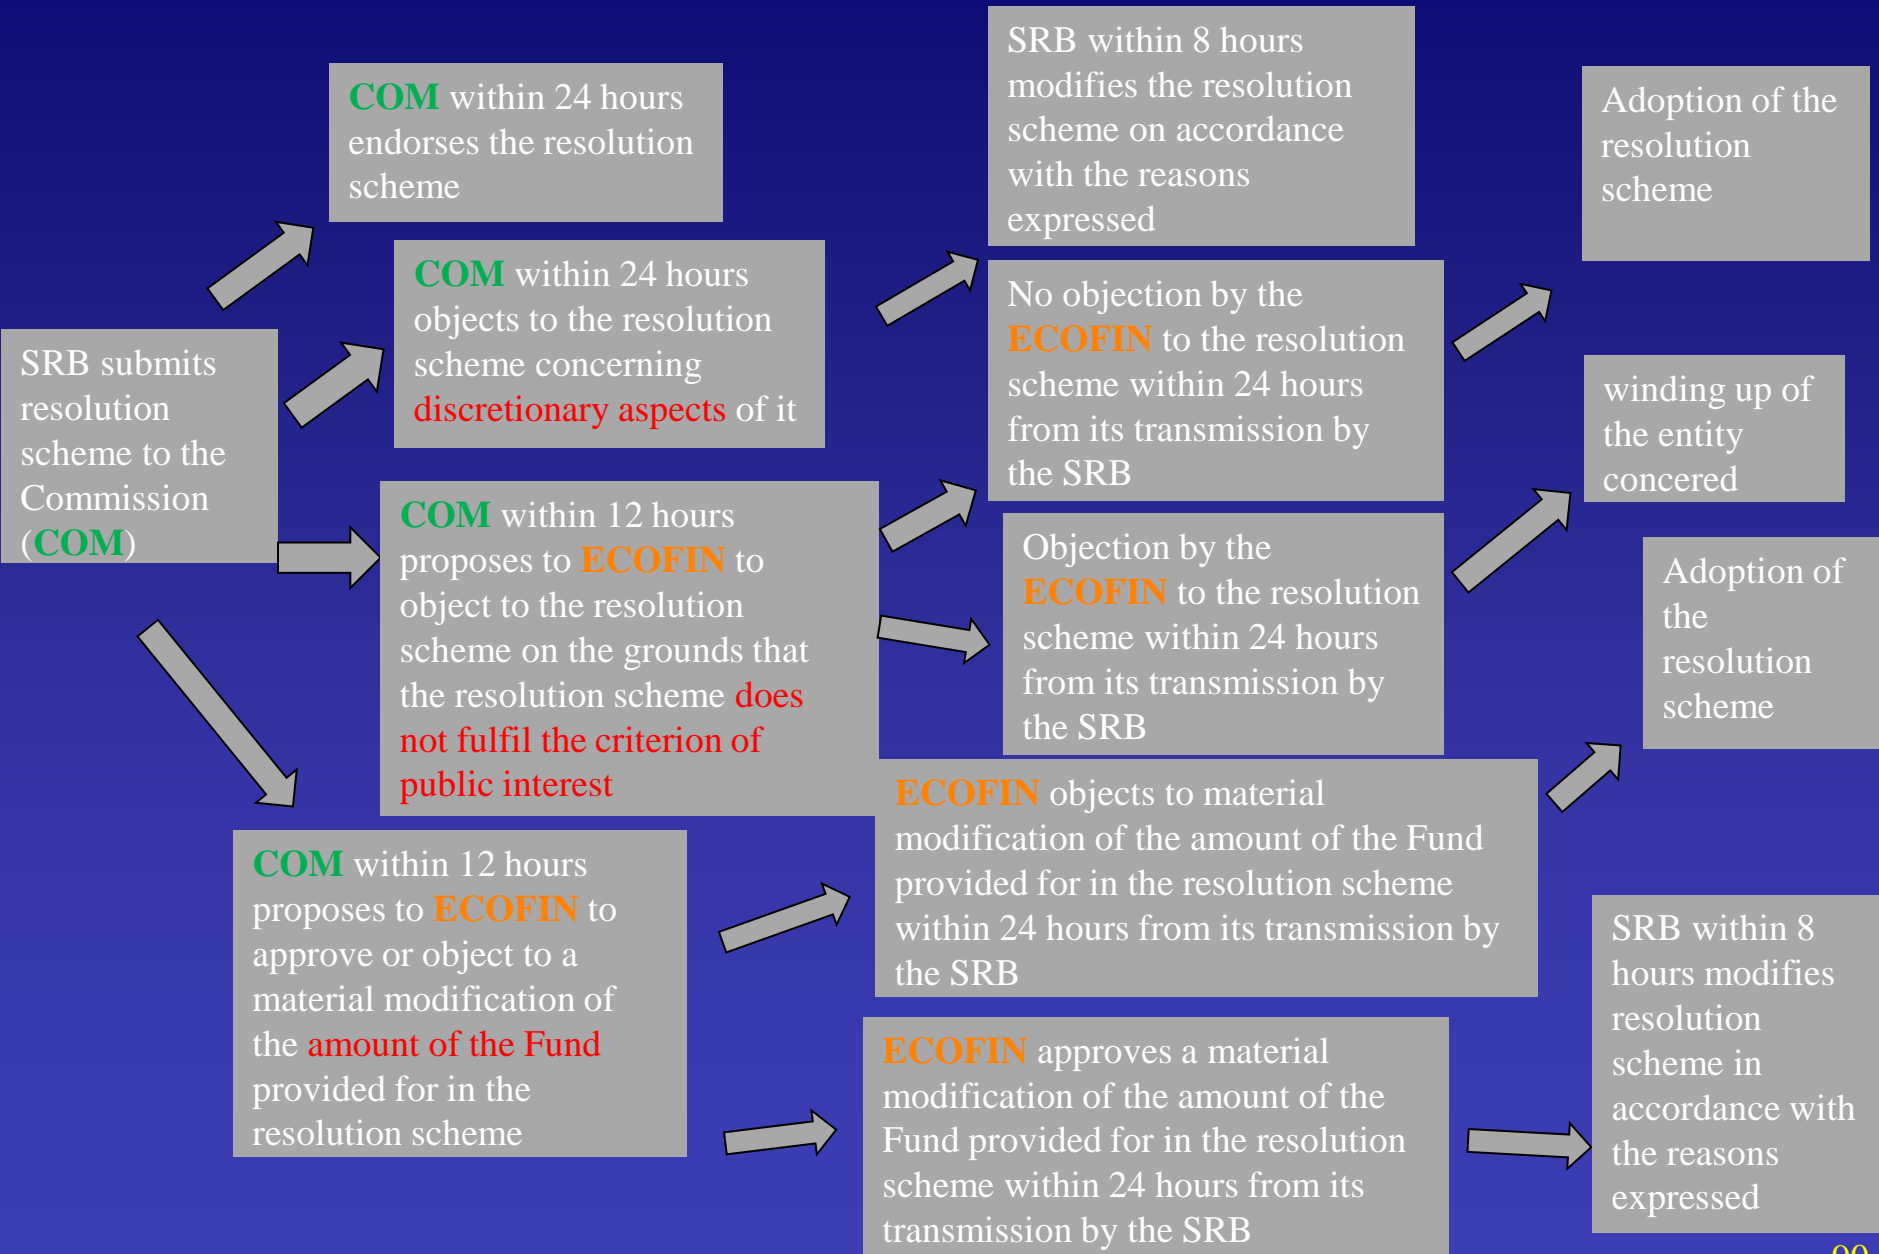 SRB submits
resolution
scheme to the
Commission
(COM)
COM within 24 hours
endorses the resolution
scheme
COM within 24 hours
objects to the resolution
scheme concerning
discretionary aspects of it
COM within 12 hours
proposes to ECOFIN to
object to the resolution
scheme on the grounds that
the resolution scheme does
not fulfil the criterion of
public interest
COM within 12 hours
proposes to ECOFIN to
approve or object to a
material modification of
the amount of the Fund
provided for in the
resolution scheme
SRB within 8 hours
modifies the resolution
scheme on accordance
with the reasons
expressed
No objection by the
ECOFIN to the resolution
scheme within 24 hours
from its transmission by
the SRB
Objection by the
ECOFIN to the resolution
scheme within 24 hours
from its transmission by
the SRB
ECOFIN objects to material
modification of the amount of the Fund
provided for in the resolution scheme
within 24 hours from its transmission by
the SRB
ECOFIN approves a material
modification of the amount of the
Fund provided for in the resolution
scheme within 24 hours from its
transmission by the SRB
Adoption of the
resolution
scheme
winding up of
the entity
concered
Adoption of
the
resolution
scheme
SRB within 8
hours modifies
resolution
scheme in
accordance with
the reasons
expressed